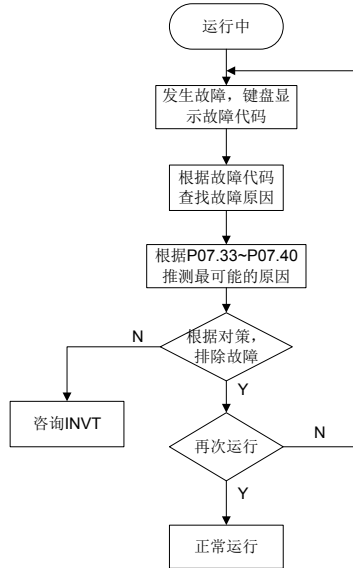 运行中
发生故障，键盘显
示故障代码
根据故障代码
查找故障原因
根据P07.33~P07.40
推测最可能的原因
根据对策，
排除故障
N
Y
咨询INVT
再次运行
N
Y
正常运行